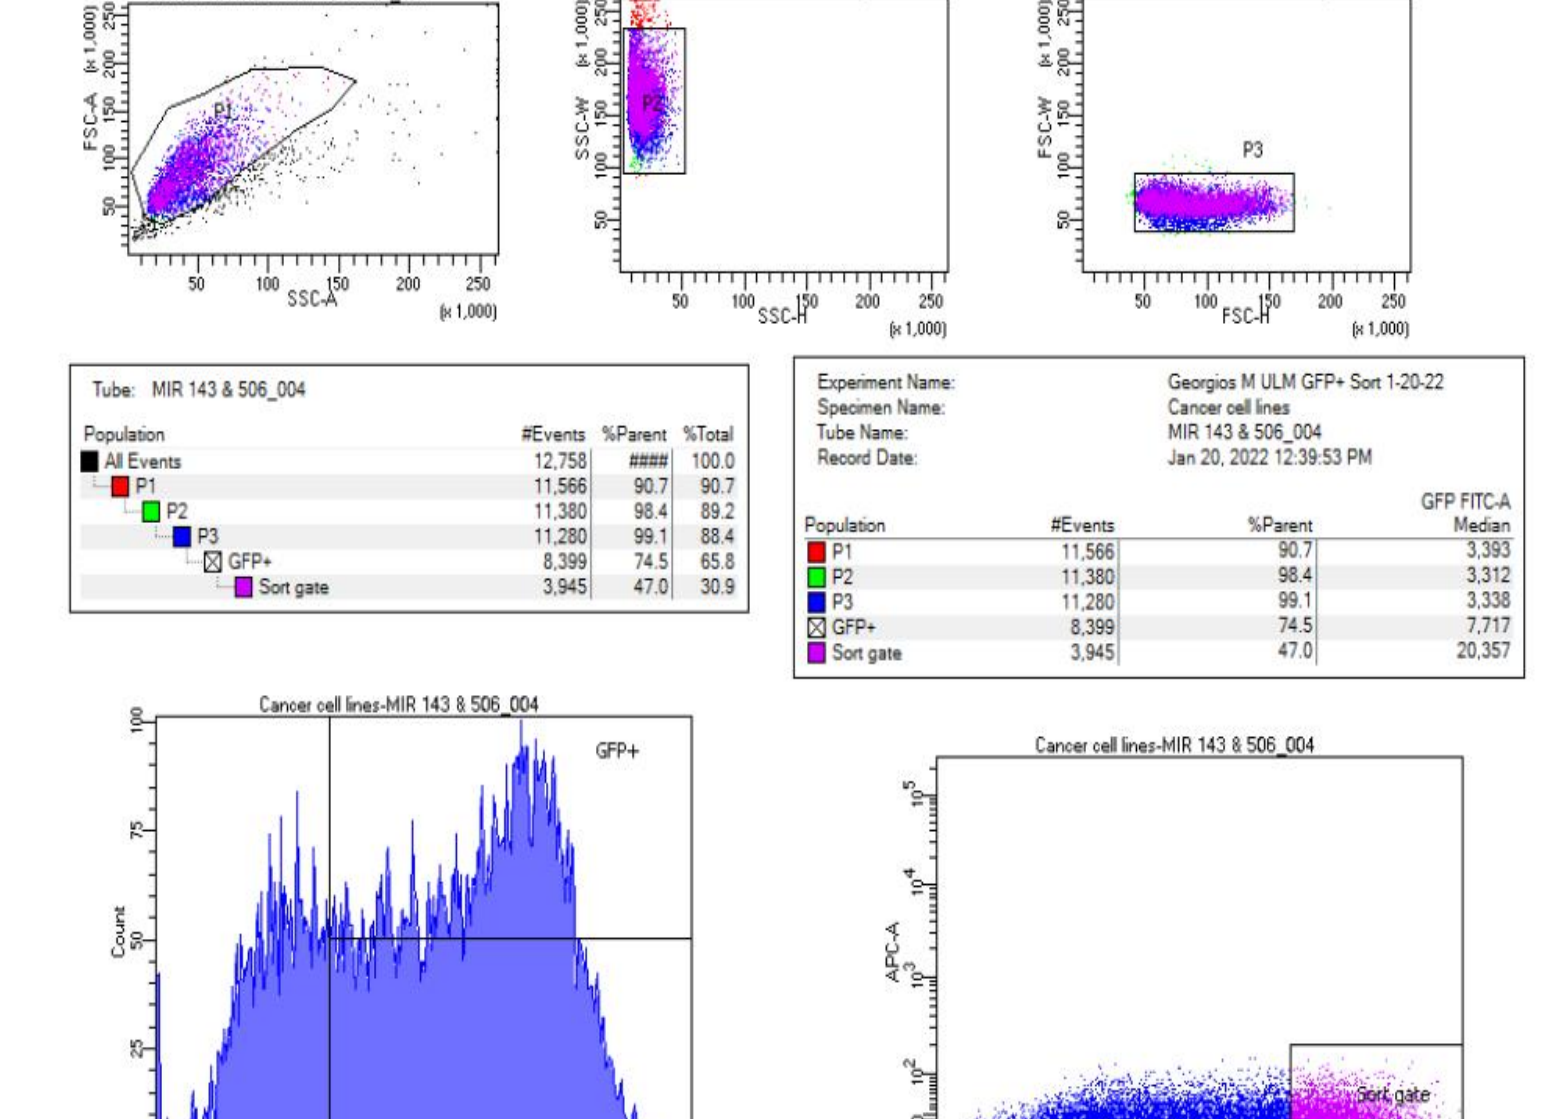 (x 1,000)
250
200
150
100
50
FSC-A
P1
50 100 150 200 250
SSC-A
(x 1,000)
(x 1,000)
250
200
150
100
50
SSC-W
P2
50 100 150 200 250
SSC-H
(x 1,000)
(x 1,000)
250
200
150
100
50
FSC-W
P3
50 100 150 200 250
FSC-H
(x 1,000)
Tube: MIR 143 & 506_004
Population #Events %Parent %Total
All Events 12,758 #### 100.0
P1 11,566 90.7 90.7
P2 11,380 98.4 89.2
P3 11,280 99.1 88.4
GFP+ 8,399 74.5 65.8
Sort gate 3,945 47.0 30.9
Experiment Name: Georgios M ULM GFP+ Sort 1-20-22
Specimen Name: Cancer cell lines
Tube Name: MIR 143 & 506_004
Record Date: Jan 20, 2022 12:39:53 PM
GFP FITC-A
Population #Events %Parent Median
P1 11,566 90.7 3,393
P2 11,380 98.4 3,312
P3 11,280 99.1 3,338
GFP+ 8,399 74.5 7,717
Sort gate 3,945 47.0 20,357
Cancer cell lines-MIR 143 & 506_004
100
75
50
25
Count
GFP+
Cancer cell lines-MIR 143 & 506_004
10^5
10^4
10^3
10^2
APC-A
Sort gate